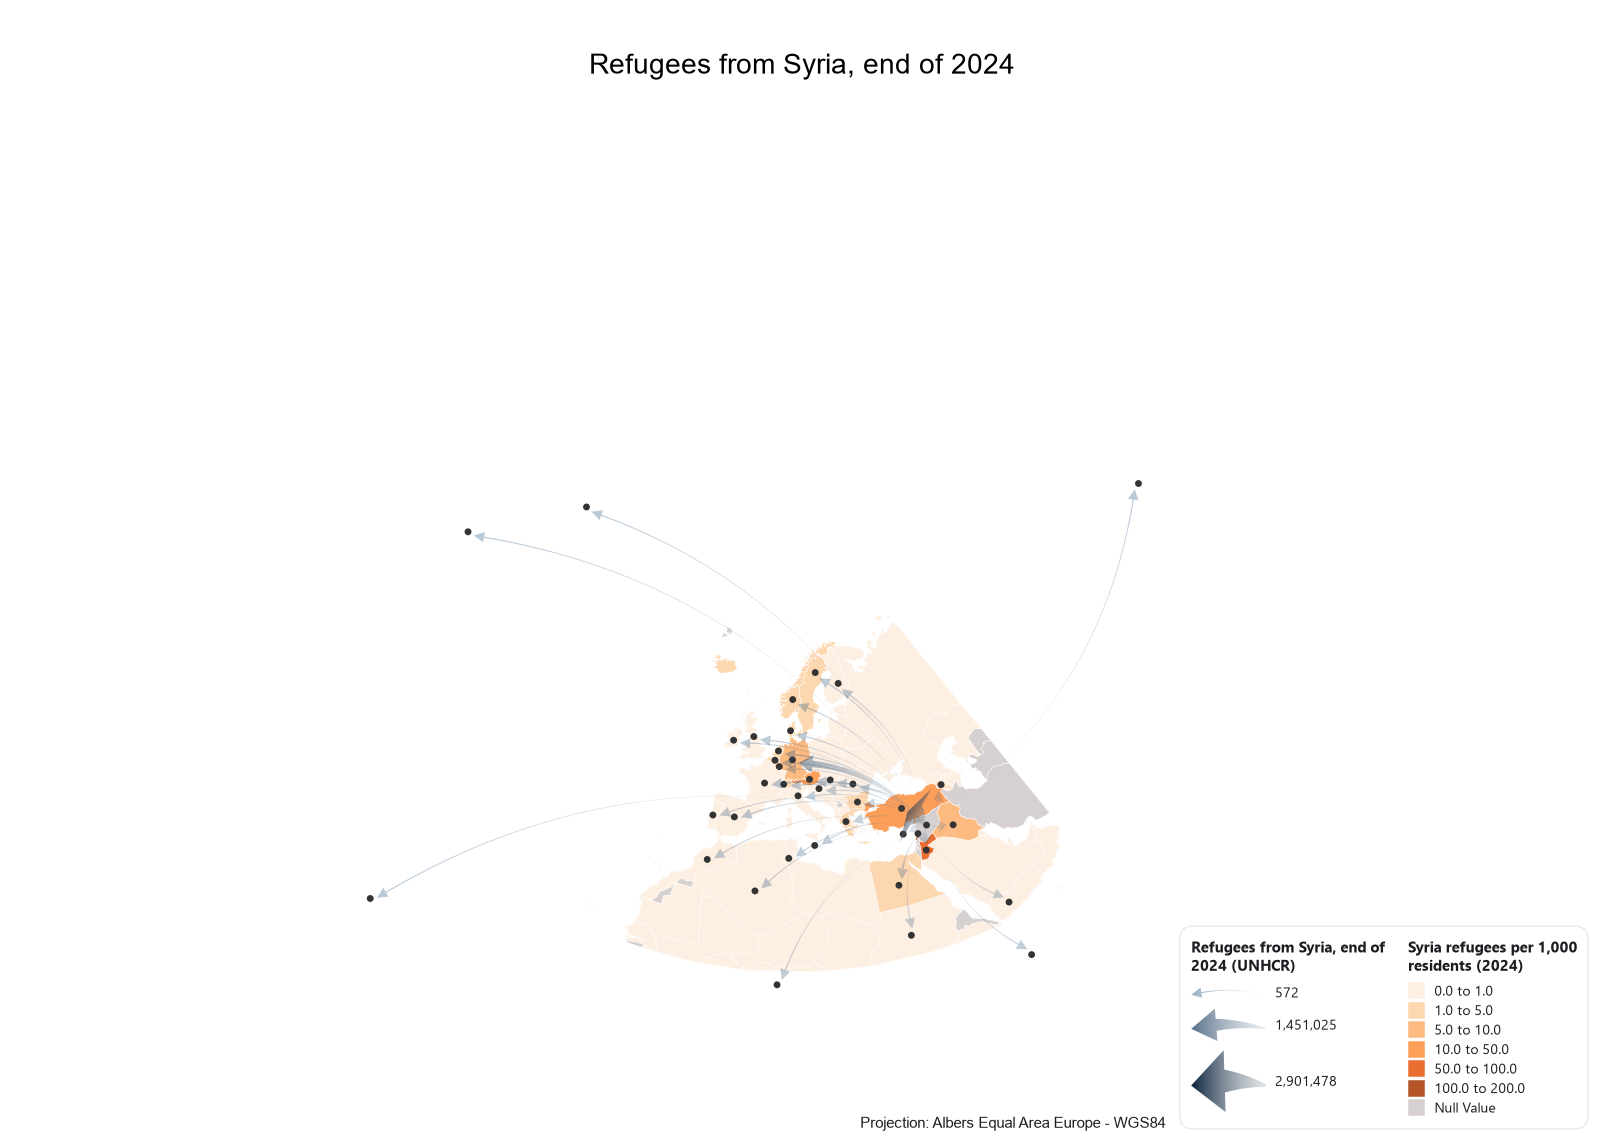 Refugees from Syria, end of 2024
Refugees from Syria, end of
2024 (UNHCR)
572
1,451,025
2,901,478
Syria refugees per 1,000
residents (2024)
0.0 to 1.0
1.0 to 5.0
5.0 to 10.0
10.0 to 50.0
50.0 to 100.0
100.0 to 200.0
Null Value
Projection: Albers Equal Area Europe - WGS84